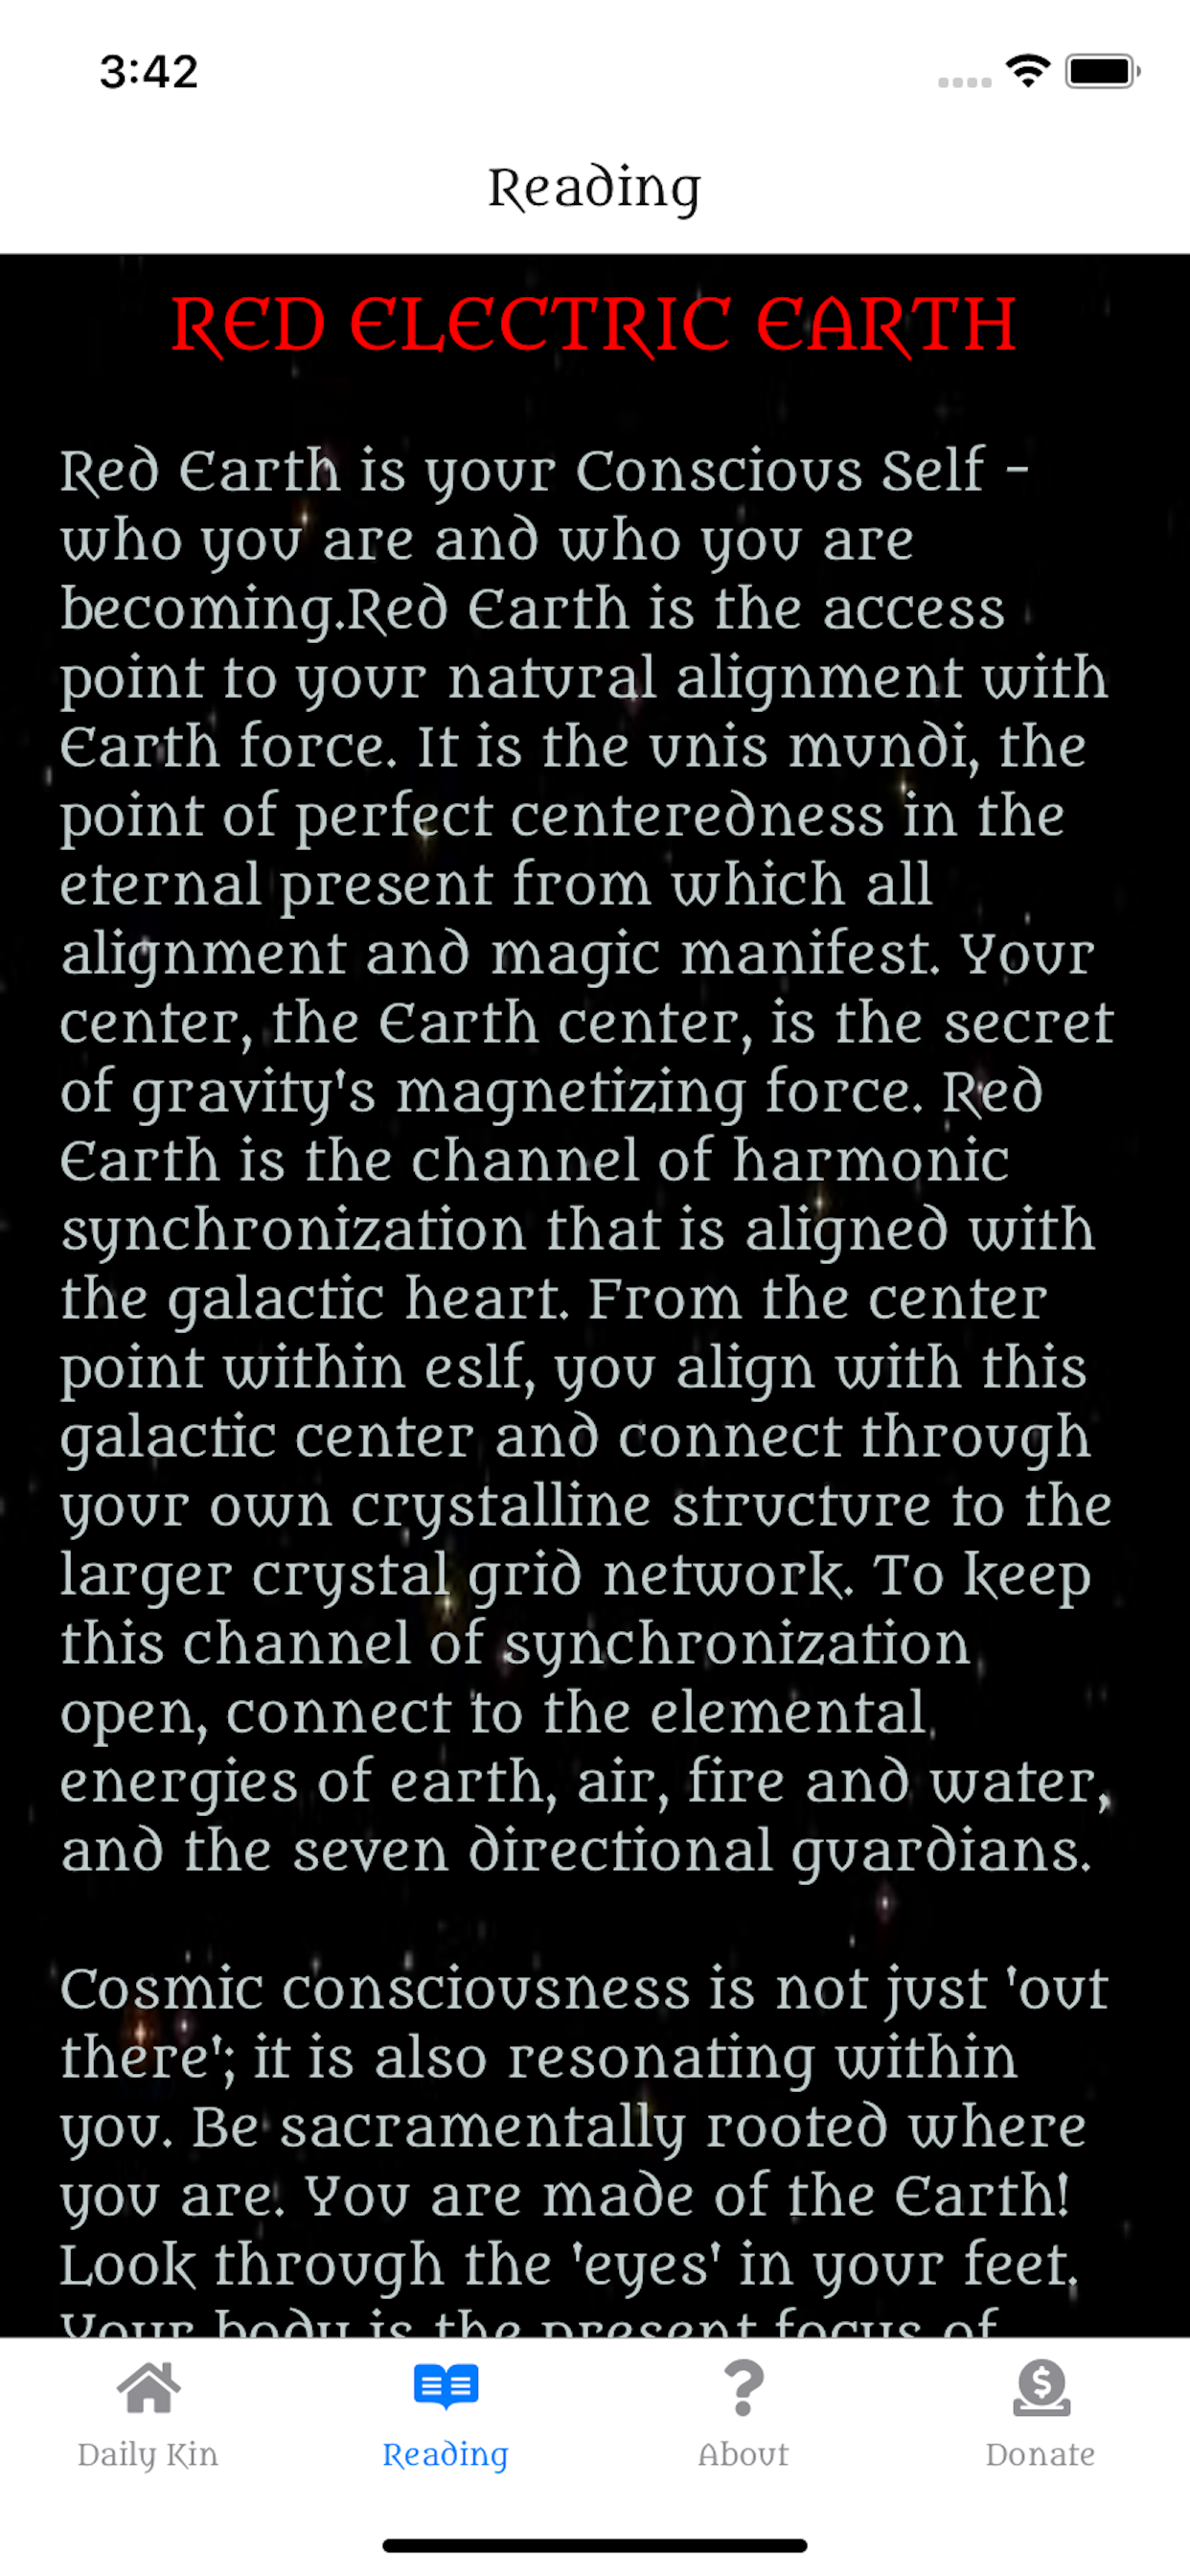 3:42
Reading
RED ELECTRIC EARTH
Red Earth is your Conscious Self -
who you are and who you are
becoming.Red Earth is the access
point to your natural alignment with
Earth force. It is the unis mundi, the
point of perfect centeredness in the
eternal present from which all
alignment and magic manifest. Your
center, the Earth center, is the secret
of gravity's magnetizing force. Red
Earth is the channel of harmonic
synchronization that is aligned with
the galactic heart. From the center
point within eslf, you align with this
galactic center and connect through
your own crystalline structure to the
larger crystal grid network. To keep
this channel of synchronization
open, connect to the elemental
energies of earth, air, fire and water,
and the seven directional guardians.
Cosmic consciousness is not just 'out
there'; it is also resonating within
you. Be sacramentally rooted where
you are. You are made of the Earth!
Look through the 'eyes' in your feet.
Your body is the present focus of
Daily Kin
Reading
About
Donate